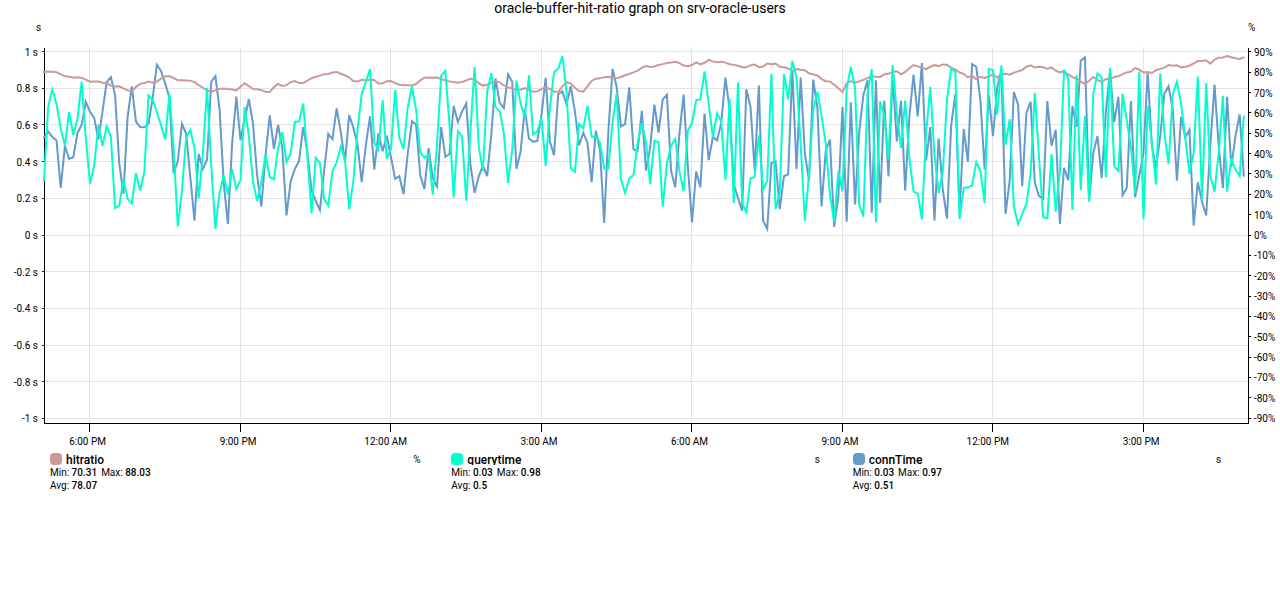 oracle-buffer-hit-ratio graph on srv-oracle-users
s %
1 s 90%
80%
0.8 s
70%
0.6 s 60%
50%
0.4 s 40%
30%
0.2 s 20%
10%
0 s 0%
-10%
-0.2 s -20%
-30%
-0.4 s -40%
-50%
-0.6 s -60%
-70%
-0.8 s -80%
-1 s -90%
6:00 PM 9:00 PM 12:00 AM 3:00 AM 6:00 AM 9:00 AM 12:00 PM 3:00 PM
hitratio % querytime s connTime s
Min: 70.31 Max: 88.03 Min: 0.03 Max: 0.98 Min: 0.03 Max: 0.97
Avg: 78.07 Avg: 0.5 Avg: 0.51